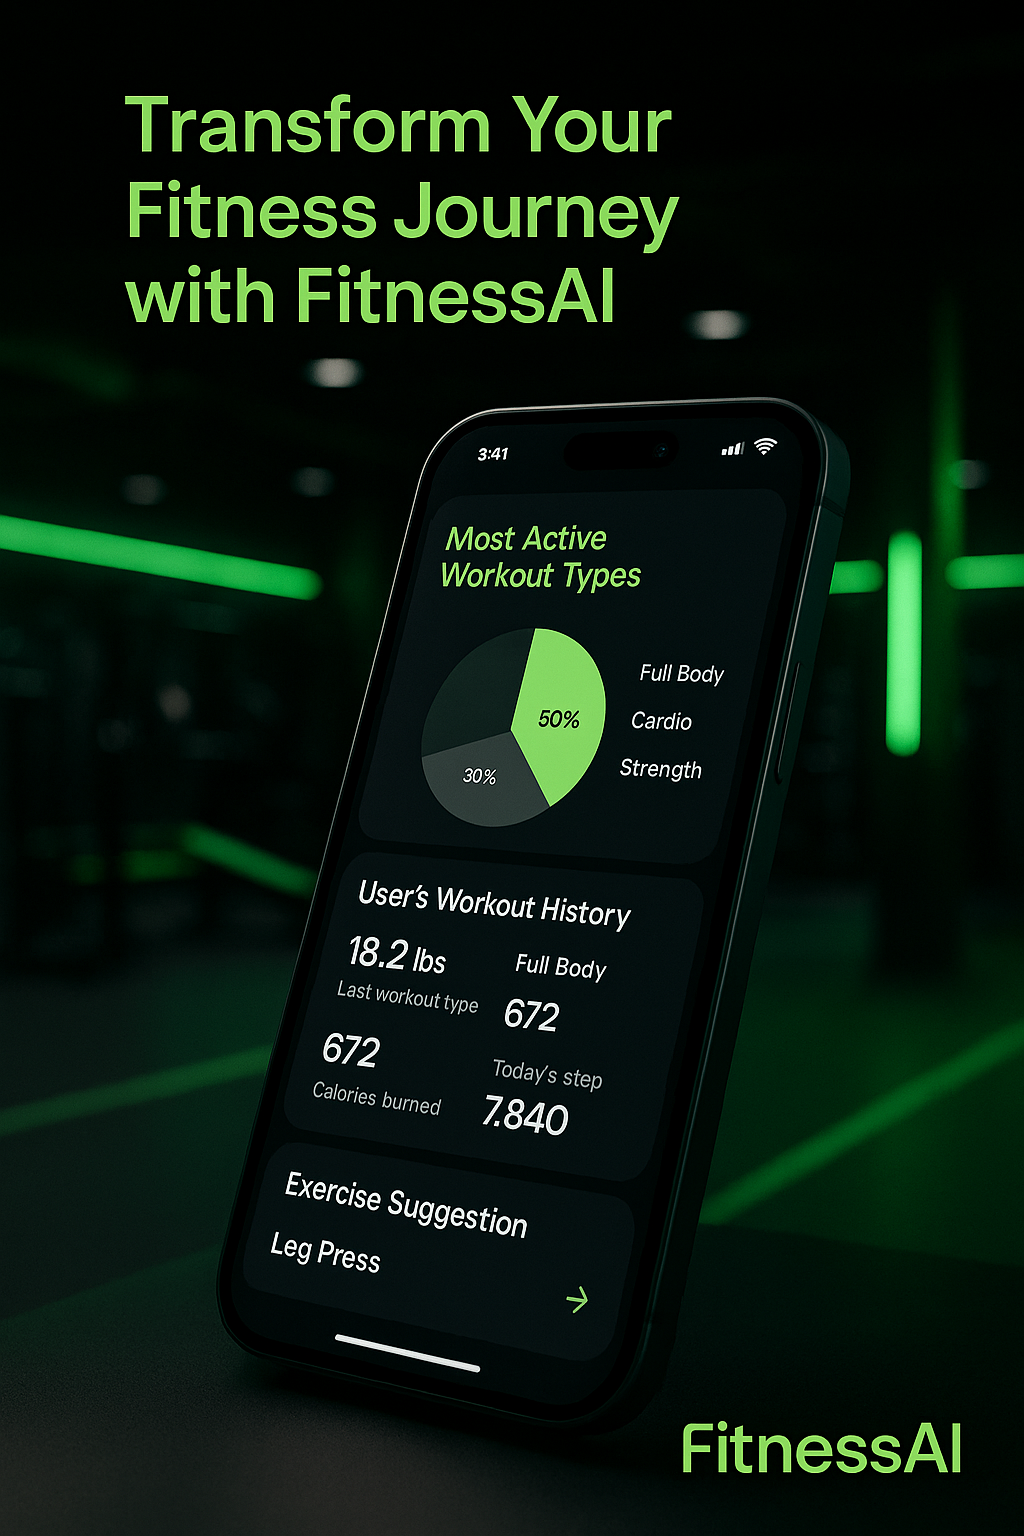 Transform Your
Fitness Journey
with FitnessAI
3:41
Most Active
Workout Types
50%
30%
Full Body
Cardio
Strength
User's Workout History
18.2 lbs
Last workout type
Full Body
672
672
Calories burned
Today's step
7.840
Exercise Suggestion
Leg Press
FitnessAI